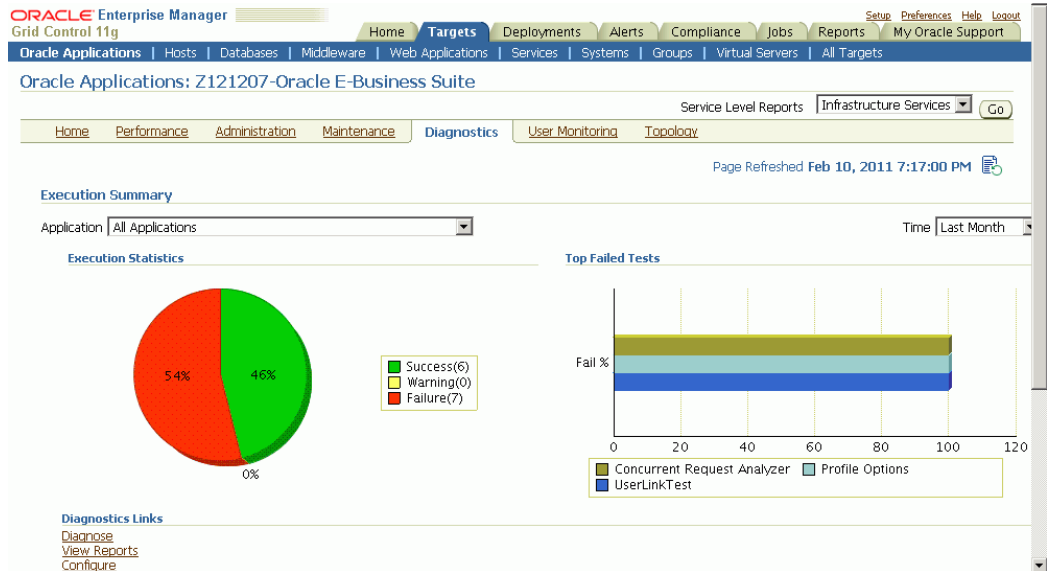 ORACLE Enterprise Manager
Grid Control 11g
Setup Preferences Help Logout
Home Targets Deployments Alerts Compliance Jobs Reports My Oracle Support
Oracle Applications | Hosts | Databases | Middleware | Web Applications | Services | Systems | Groups | Virtual Servers | All Targets
Oracle Applications: Z121207-Oracle E-Business Suite
Service Level Reports Infrastructure Services Go
Home Performance Administration Maintenance Diagnostics User Monitoring Topology
Page Refreshed Feb 10, 2011 7:17:00 PM
Execution Summary
Application All Applications Time Last Month
Execution Statistics
54%
46%
0%
Success(6)
Warning(0)
Failure(7)
Top Failed Tests
Fail %
0 20 40 60 80 100 120
Concurrent Request Analyzer Profile Options
UserLinkTest
Diagnostics Links
Diagnose
View Reports
Configure